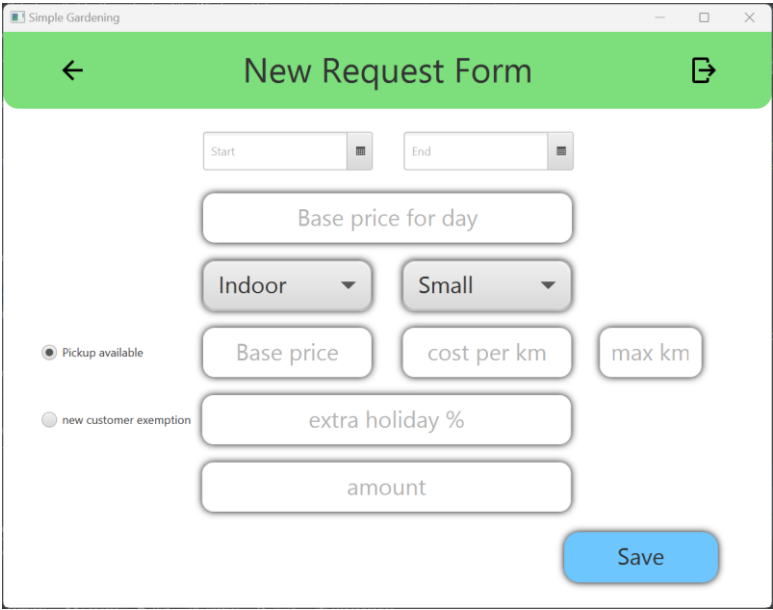 Simple Gardening
New Request Form
Start End
Base price for day
Indoor Small
Pickup available Base price cost per km max km
new customer exemption extra holiday %
amount
Save